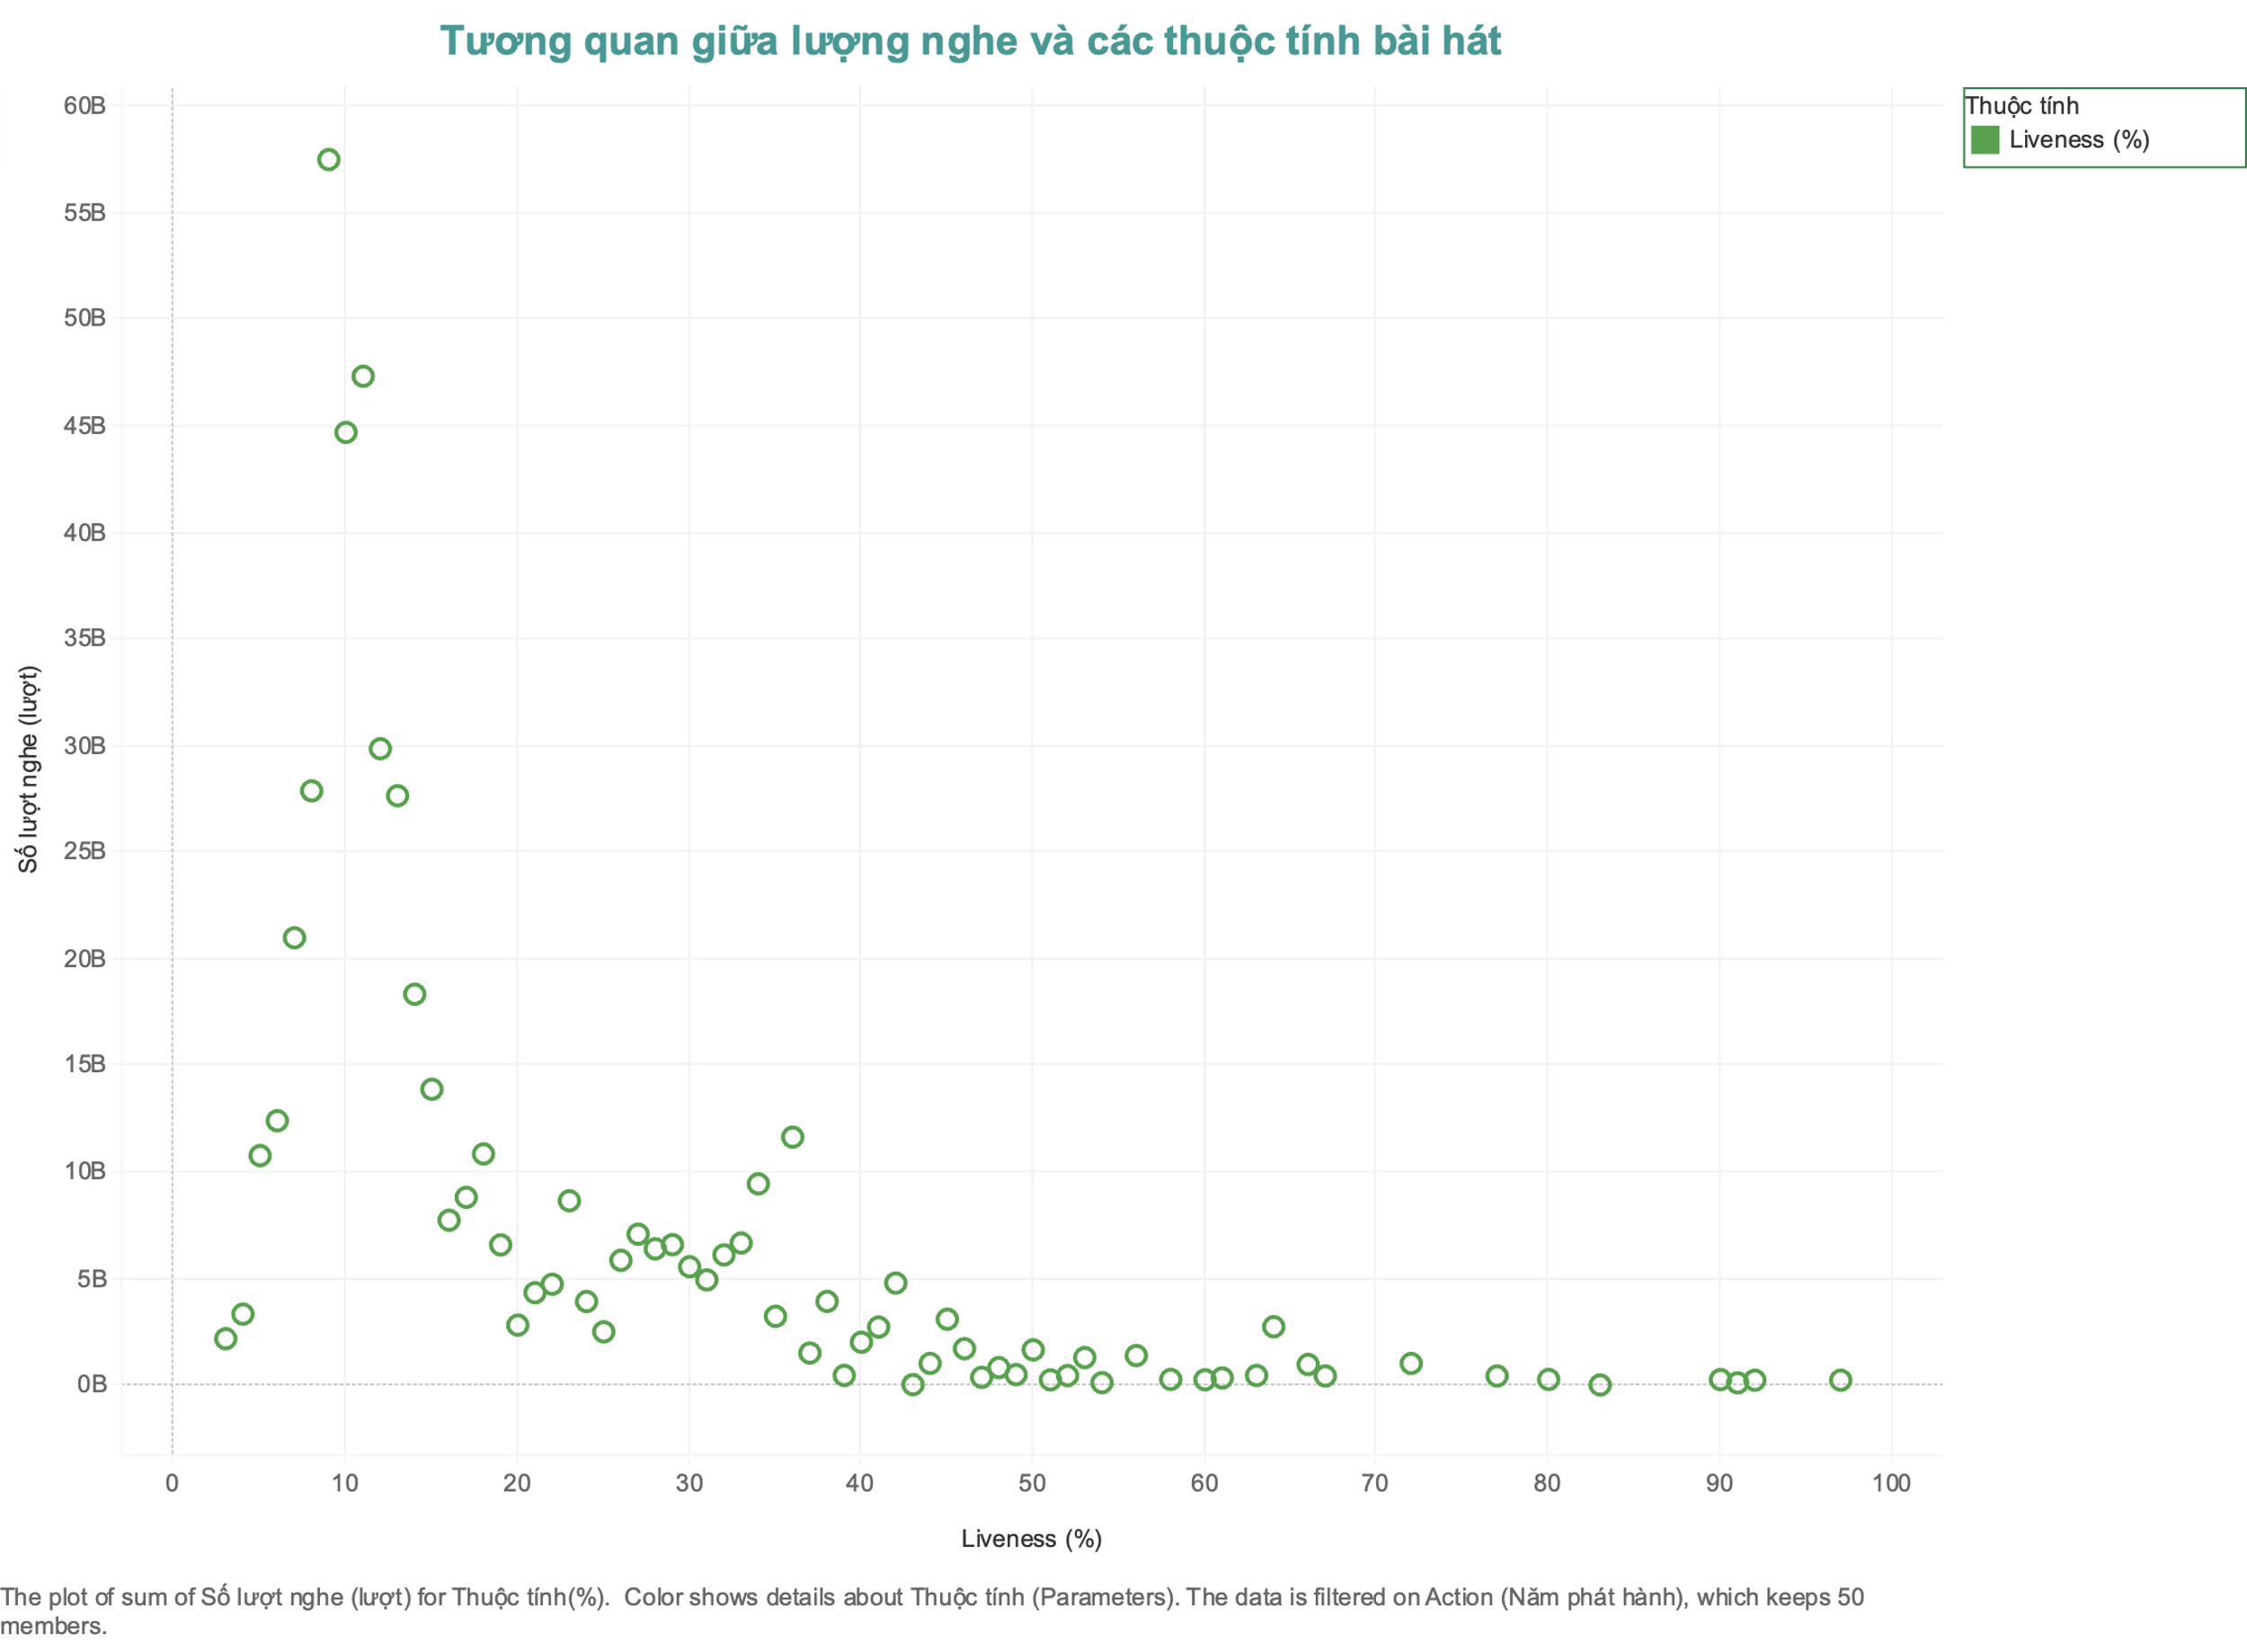 Tương quan giữa lượng nghe và các thuộc tính bài hát
Thuộc tính
Liveness (%)
Số lượt nghe (lượt)
60B
55B
50B
45B
40B
35B
30B
25B
20B
15B
10B
5B
0B
0 10 20 30 40 50 60 70 80 90 100
Liveness (%)
The plot of sum of Số lượt nghe (lượt) for Thuộc tính(%). Color shows details about Thuộc tính (Parameters). The data is filtered on Action (Năm phát hành), which keeps 50
members.